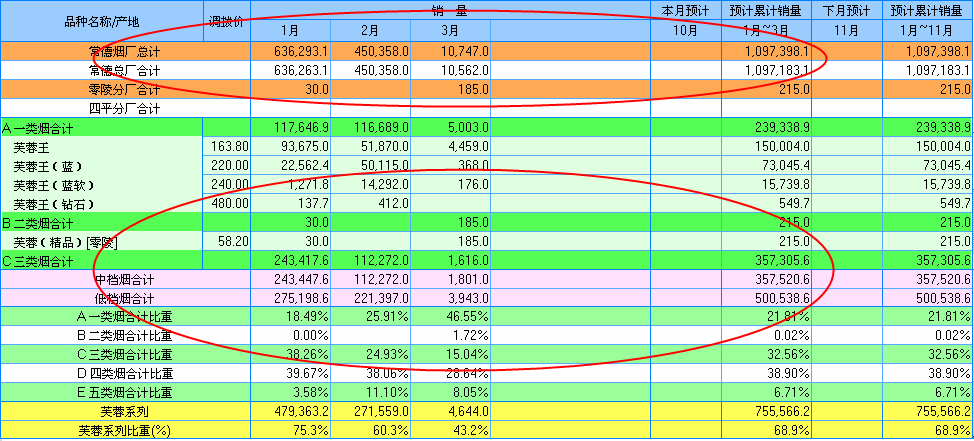 品种名称/产地 调拨价 销 量 本月预计 预计累计销量 下月预计 预计累计销量
1月 2月 3月 10月 1月~3月 11月 1月~11月
常德烟厂总计 636,293.1 450,358.0 10,747.0 1,097,398.1 1,097,398.1
常德总厂合计 636,263.1 450,358.0 10,562.0 1,097,183.1 1,097,183.1
零陵分厂合计 30.0 185.0 215.0 215.0
四平分厂合计
A一类烟合计 117,646.9 116,689.0 5,003.0 239,338.9 239,338.9
芙蓉王 163.80 93,675.0 51,870.0 4,459.0 150,004.0 150,004.0
芙蓉王(蓝) 220.00 22,562.4 50,115.0 368.0 73,045.4 73,045.4
芙蓉王(蓝软) 240.00 1,271.8 14,292.0 176.0 15,739.8 15,739.8
芙蓉王(钻石) 480.00 137.7 412.0 549.7 549.7
B二类烟合计 30.0 185.0 215.0 215.0
芙蓉(精品)[零陵] 58.20 30.0 185.0 215.0 215.0
C三类烟合计 243,417.6 112,272.0 1,616.0 357,305.6 357,305.6
中档烟合计 243,447.6 112,272.0 1,801.0 357,520.6 357,520.6
低档烟合计 275,198.6 221,397.0 3,943.0 500,538.6 500,538.6
A一类烟合计比重 18.49% 25.91% 46.55% 21.81% 21.81%
B二类烟合计比重 0.00% 1.72% 0.02% 0.02%
C三类烟合计比重 38.26% 24.93% 15.04% 32.56% 32.56%
D四类烟合计比重 39.67% 38.06% 28.64% 38.90% 38.90%
E五类烟合计比重 3.58% 11.10% 8.05% 6.71% 6.71%
芙蓉系列 479,363.2 271,559.0 4,644.0 755,566.2 755,566.2
芙蓉系列比重(%) 75.3% 60.3% 43.2% 68.9% 68.9%